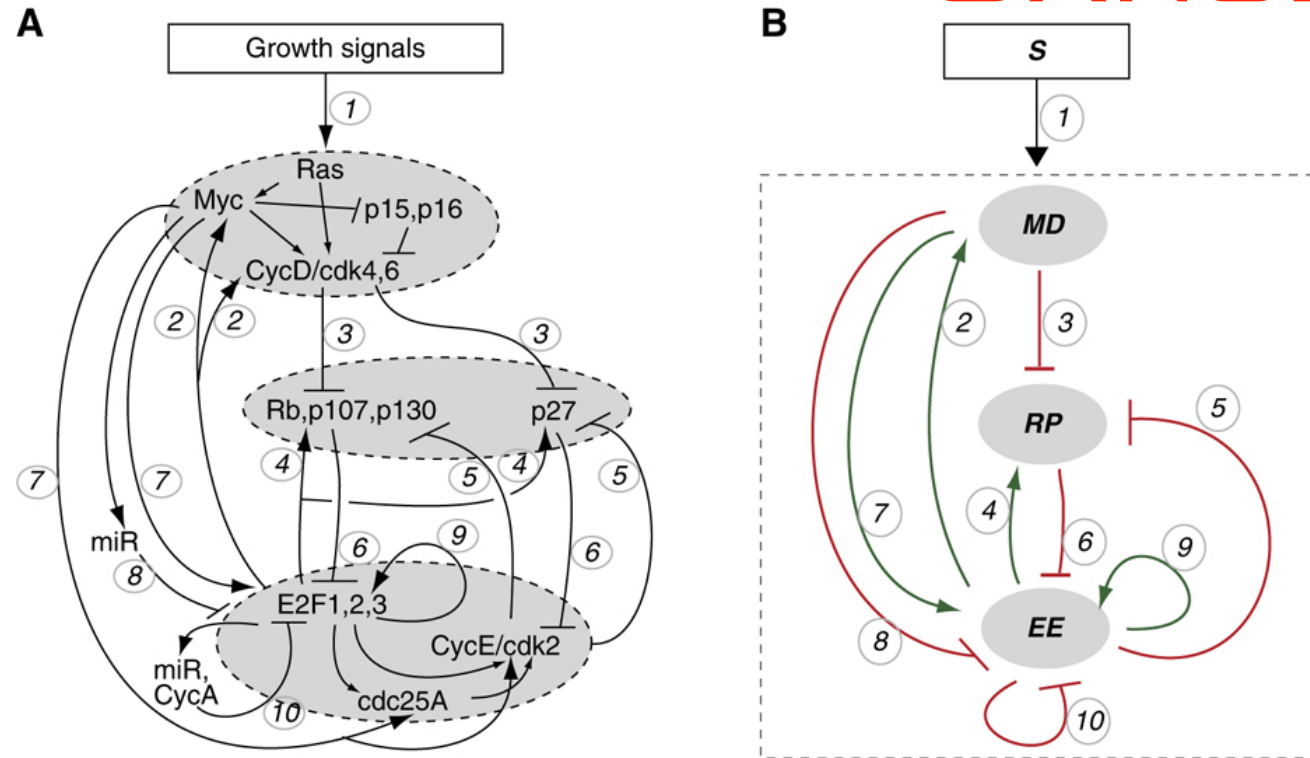 A
Growth signals
1
Ras
Myc
p15,p16
CycD/cdk4,6
2
2
3
3
Rb,p107,p130
p27
4
5
4
5
7
7
miR
8
6
9
6
E2F1,2,3
CycE/cdk2
miR,
CycA
cdc25A
10
B
S
1
MD
2
3
RP
5
7
4
6
9
EE
8
10